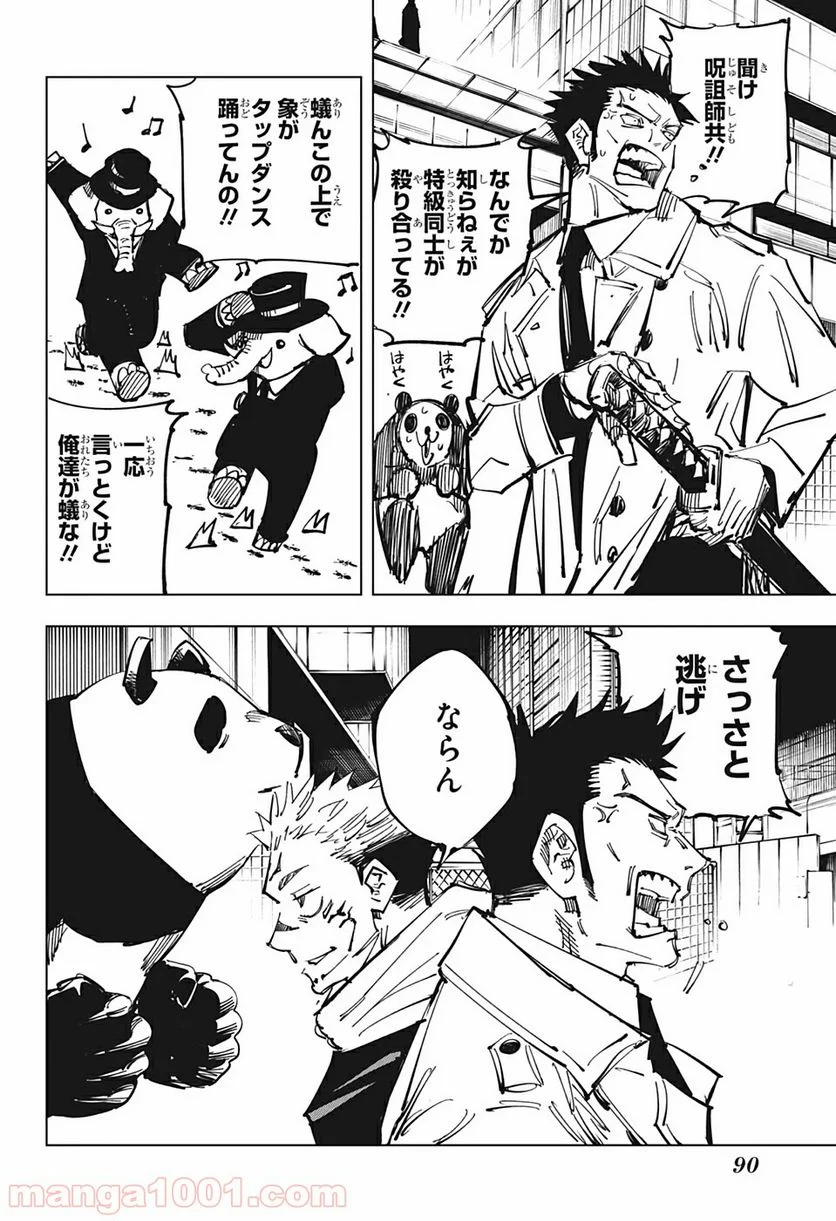 聞け
呪詛師共!!
なんでか
知らねぇが
特級同士が
殺り合ってる!!
はやく
はやく
蟻んこの上で
象が
タップダンス
踊ってんの!!
一応
言っとくけど
俺達が蟻な!!
さっさと
逃げ
ならん
90
manga1001.com